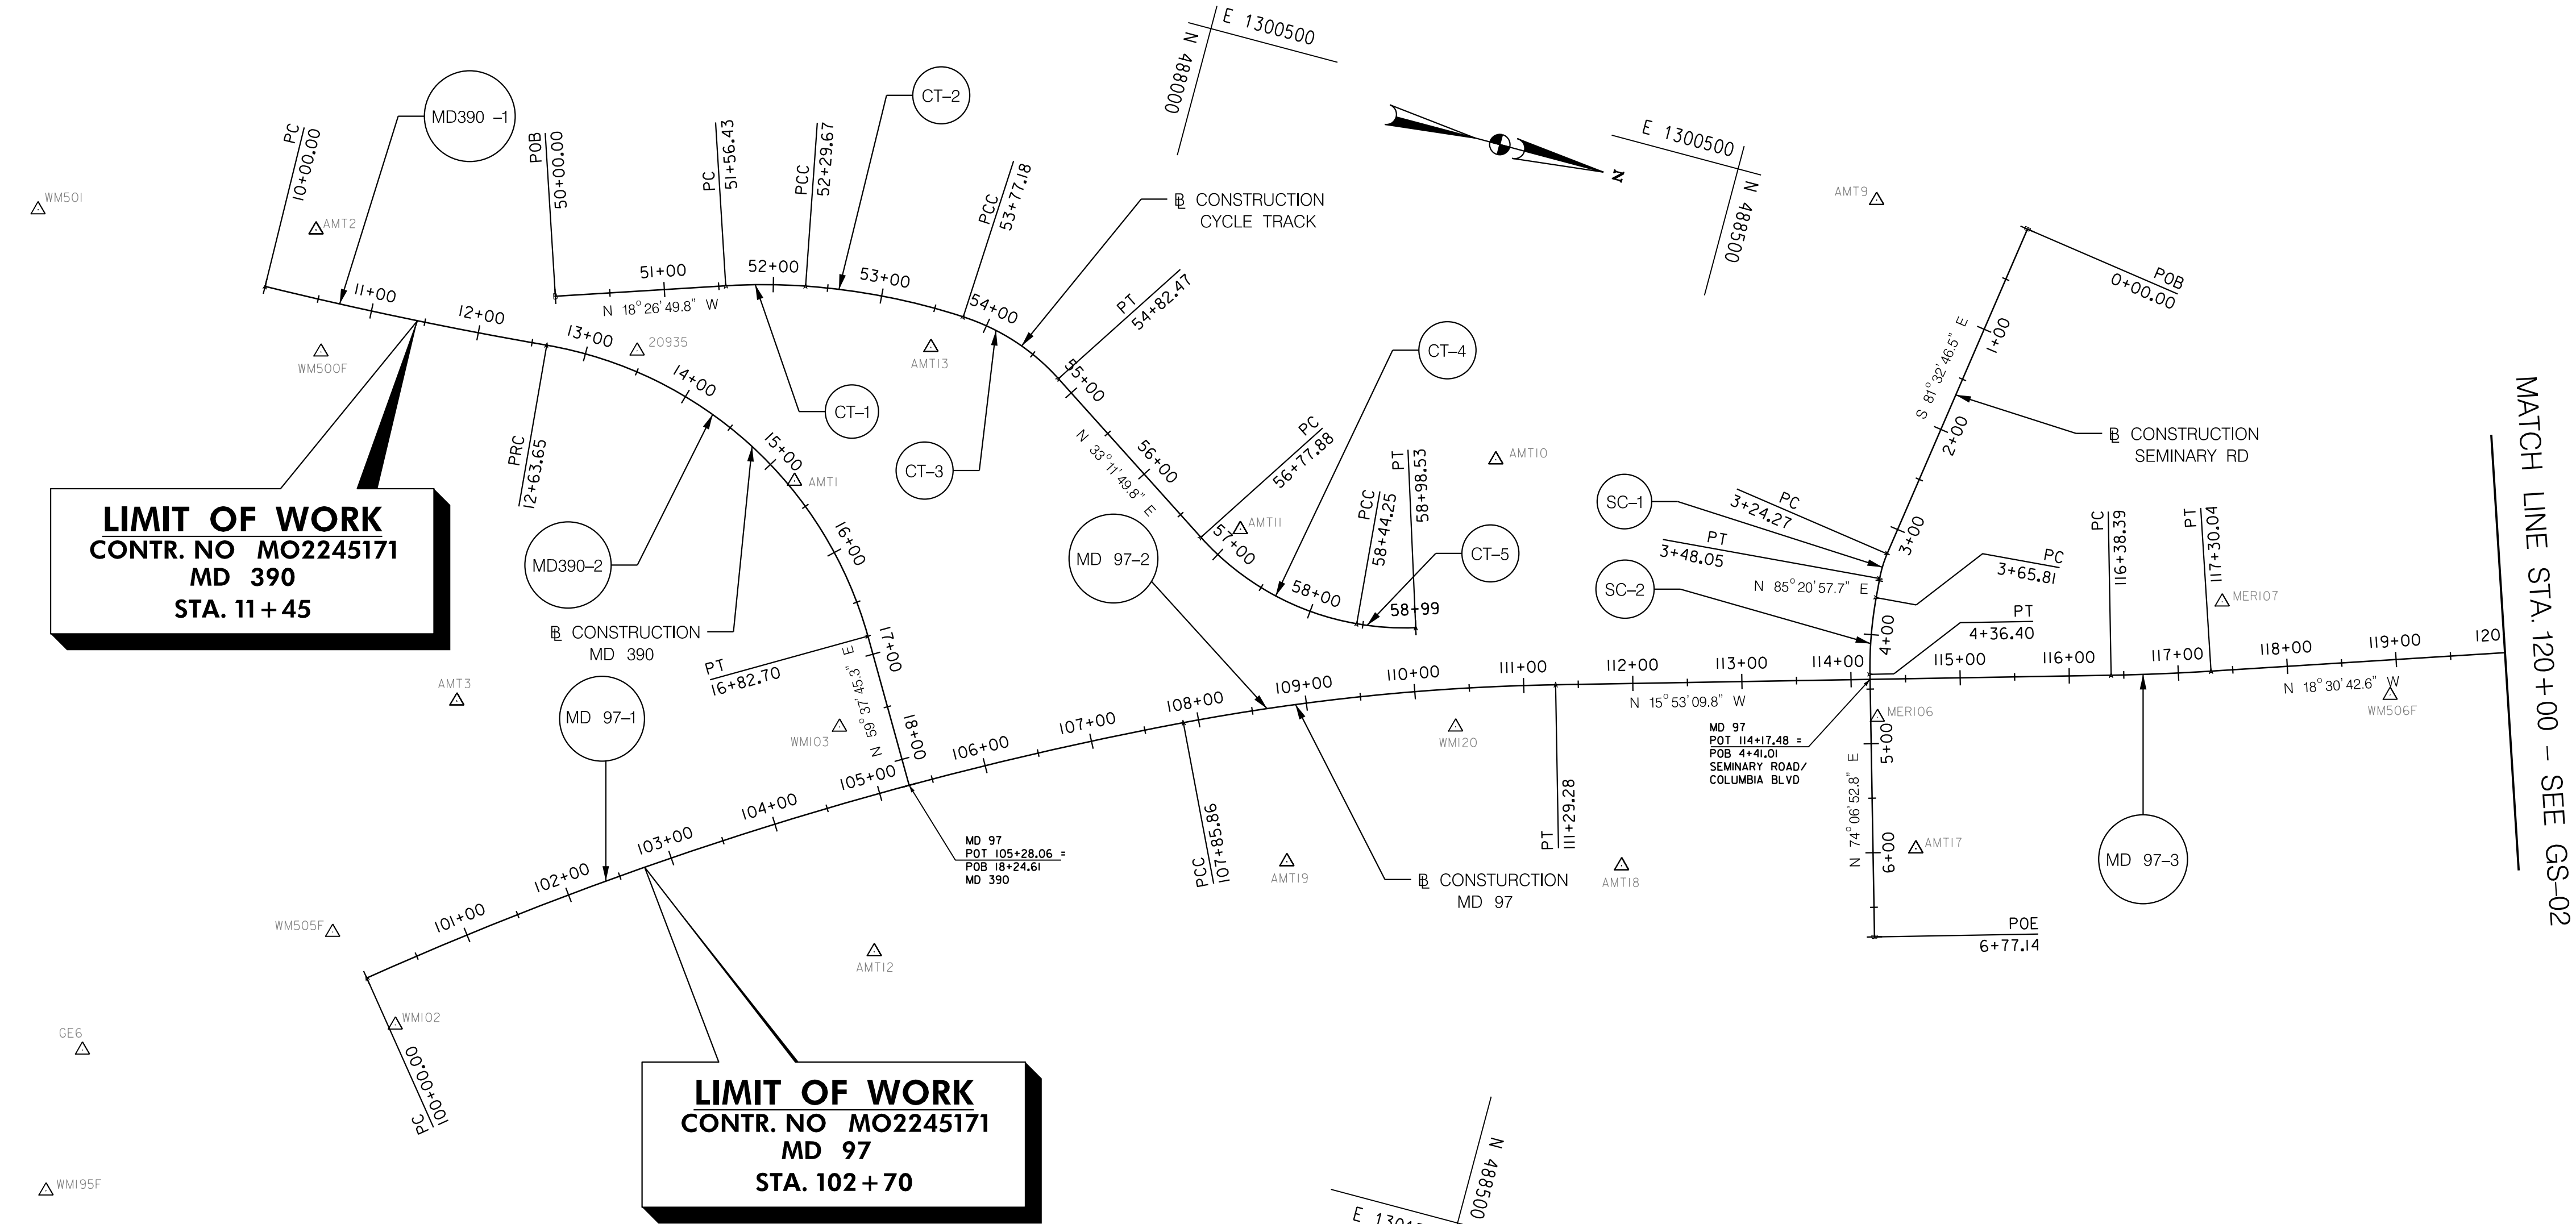 E 1300500
N 488000
E 1300500
N 488500
N
MD390 –1
CT–2
PC
10+00.00
POB
50+00.00
PC
51+56.43
PCC
52+29.67
PCC
53+77.18
℄ CONSTRUCTION
CYCLE TRACK
WM501
AMT2
AMT9
POB
0+00.00
11+00
12+00
13+00
14+00
15+00
16+00
17+00
18+00
51+00
52+00
53+00
54+00
55+00
56+00
57+00
58+00
58+99
N 18°26'49.8" W
PT
54+82.47
CT–4
WM500F
20935
AMT13
CT–1
CT–3
PRC
12+63.65
AMT1
N 33°11'49.8" E
PC
56+77.88
PCC
58+44.25
PT
58+98.53
AMT10
AMT11
CT–5
S 81°32'46.5" E
1+00
2+00
3+00
4+00
5+00
6+00
℄ CONSTRUCTION
SEMINARY RD
SC–1
PC
3+24.27
PT
3+48.05
SC–2
N 85°20'57.7" E
PC
3+65.81
PT
4+36.40
PC
116+38.39
PT
117+30.04
MER107
MATCH LINE STA. 120+00 – SEE GS–02
LIMIT OF WORK
CONTR. NO MO2245171
MD 390
STA. 11+45
MD390–2
℄ CONSTRUCTION
MD 390
PT
16+82.70
N 59°37'45.3" E
AMT3
MD 97–1
WM103
MD 97–2
101+00
102+00
103+00
104+00
105+00
106+00
107+00
108+00
109+00
110+00
111+00
112+00
113+00
114+00
115+00
116+00
117+00
118+00
119+00
120
N 15°53'09.8" W
N 18°30'42.6" W
WM506F
MER106
MD 97
POT 114+17.48 =
POB 4+41.01
SEMINARY ROAD/
COLUMBIA BLVD
N 74°06'52.8" E
AMT17
MD 97–3
POE
6+77.14
WM120
PT
111+29.28
PCC
107+85.86
AMT19
℄ CONSTURCTION
MD 97
AMT18
MD 97
POT 105+28.06 =
POB 18+24.61
MD 390
WM505F
AMT12
WM102
PC
100+00.00
GE6
WM195F
LIMIT OF WORK
CONTR. NO MO2245171
MD 97
STA. 102+70
N 488500